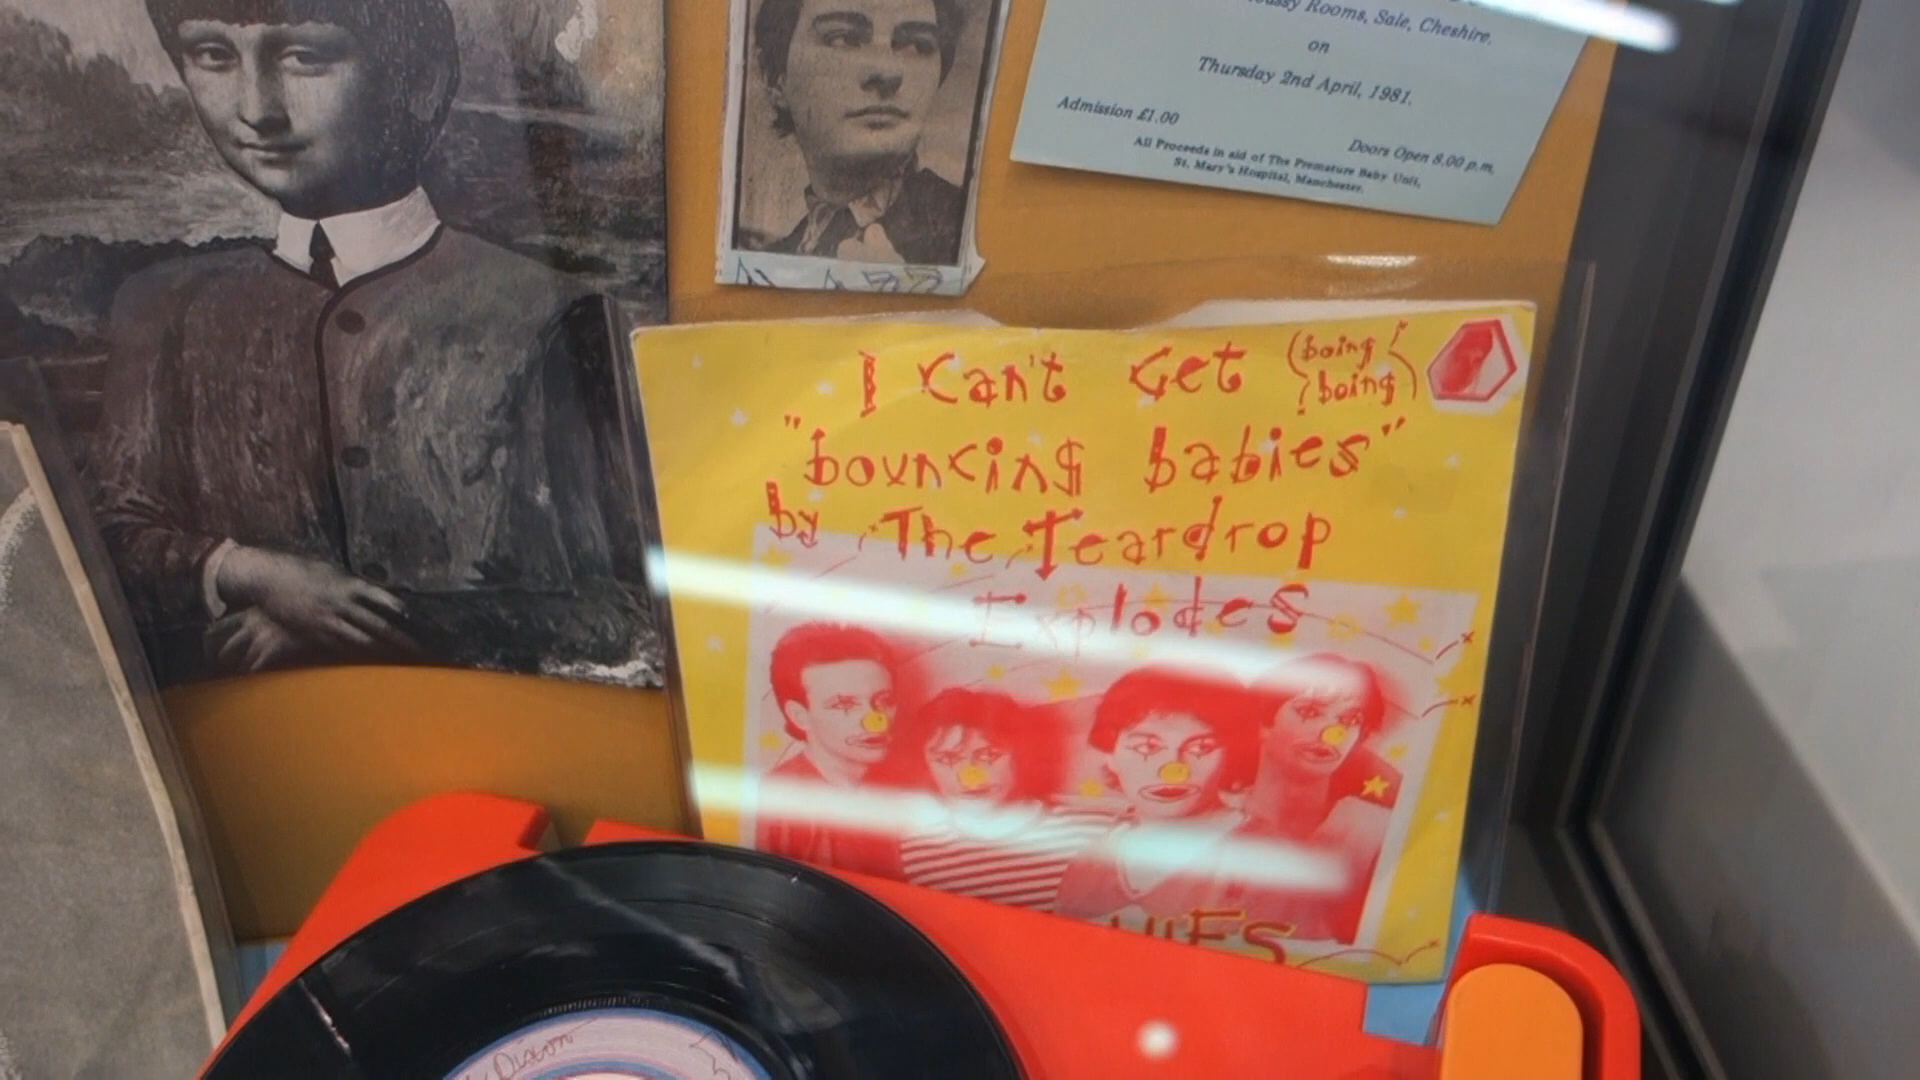 Rooms, Sale, Cheshire.
on
Thursday 2nd April, 1981.
Admission £1.00
Doors Open 8.00 p.m.
All Proceeds in aid of The Premature Baby Unit,
St. Mary's Hospital, Manchester.
I Can't Get (boing boing)
"bouncing babies"
by The Teardrop
Explodes
Dixon